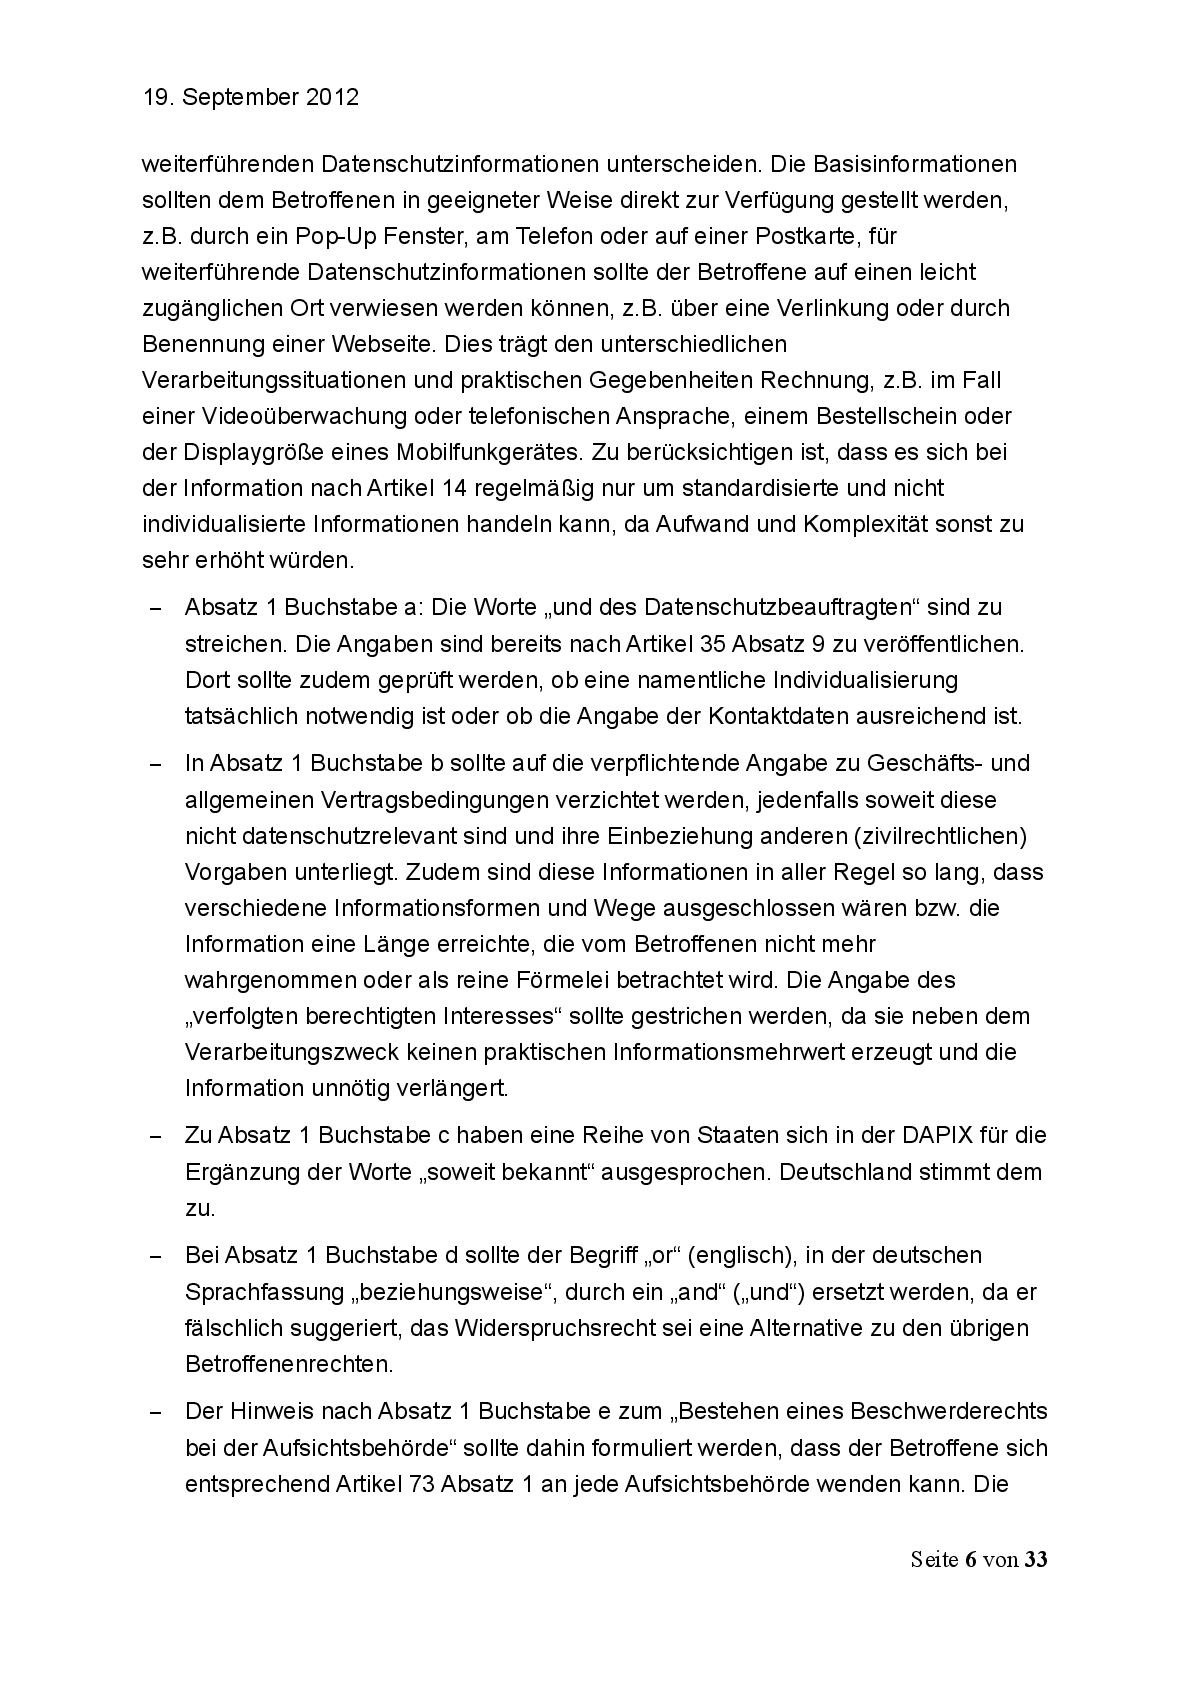 19. September 2012
weiterführenden Datenschutzinformationen unterscheiden. Die Basisinformationen
sollten dem Betroffenen in geeigneter Weise direkt zur Verfügung gestellt werden,
z.B. durch ein Pop-Up Fenster, am Telefon oder auf einer Postkarte, für
weiterführende Datenschutzinformationen sollte der Betroffene auf einen leicht
zugänglichen Ort verwiesen werden können, z.B. über eine Verlinkung oder durch
Benennung einer Webseite. Dies trägt den unterschiedlichen
Verarbeitungssituationen und praktischen Gegebenheiten Rechnung, z.B. im Fall
einer Videoüberwachung oder telefonischen Ansprache, einem Bestellschein oder
der Displaygröße eines Mobilfunkgerätes. Zu berücksichtigen ist, dass es sich bei
der Information nach Artikel 14 regelmäßig nur um standardisierte und nicht
individualisierte Informationen handeln kann, da Aufwand und Komplexität sonst zu
sehr erhöht würden.
– Absatz 1 Buchstabe a: Die Worte „und des Datenschutzbeauftragten“ sind zu
streichen. Die Angaben sind bereits nach Artikel 35 Absatz 9 zu veröffentlichen.
Dort sollte zudem geprüft werden, ob eine namentliche Individualisierung
tatsächlich notwendig ist oder ob die Angabe der Kontaktdaten ausreichend ist.
– In Absatz 1 Buchstabe b sollte auf die verpflichtende Angabe zu Geschäfts- und
allgemeinen Vertragsbedingungen verzichtet werden, jedenfalls soweit diese
nicht datenschutzrelevant sind und ihre Einbeziehung anderen (zivilrechtlichen)
Vorgaben unterliegt. Zudem sind diese Informationen in aller Regel so lang, dass
verschiedene Informationsformen und Wege ausgeschlossen wären bzw. die
Information eine Länge erreichte, die vom Betroffenen nicht mehr
wahrgenommen oder als reine Förmelei betrachtet wird. Die Angabe des
„verfolgten berechtigten Interesses“ sollte gestrichen werden, da sie neben dem
Verarbeitungszweck keinen praktischen Informationsmehrwert erzeugt und die
Information unnötig verlängert.
– Zu Absatz 1 Buchstabe c haben eine Reihe von Staaten sich in der DAPIX für die
Ergänzung der Worte „soweit bekannt“ ausgesprochen. Deutschland stimmt dem
zu.
– Bei Absatz 1 Buchstabe d sollte der Begriff „or“ (englisch), in der deutschen
Sprachfassung „beziehungsweise“, durch ein „and“ („und“) ersetzt werden, da er
fälschlich suggeriert, das Widerspruchsrecht sei eine Alternative zu den übrigen
Betroffenenrechten.
– Der Hinweis nach Absatz 1 Buchstabe e zum „Bestehen eines Beschwerderechts
bei der Aufsichtsbehörde“ sollte dahin formuliert werden, dass der Betroffene sich
entsprechend Artikel 73 Absatz 1 an jede Aufsichtsbehörde wenden kann. Die
Seite 6 von 33